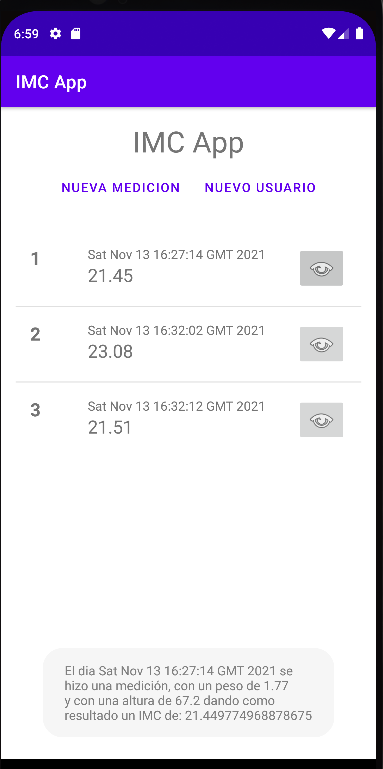 6:59
IMC App
IMC App
NUEVA MEDICION NUEVO USUARIO
1
Sat Nov 13 16:27:14 GMT 2021
21.45
2
Sat Nov 13 16:32:02 GMT 2021
23.08
3
Sat Nov 13 16:32:12 GMT 2021
21.51
El dia Sat Nov 13 16:27:14 GMT 2021 se
hizo una medición, con un peso de 1.77
y con una altura de 67.2 dando como
resultado un IMC de: 21.449774968878675